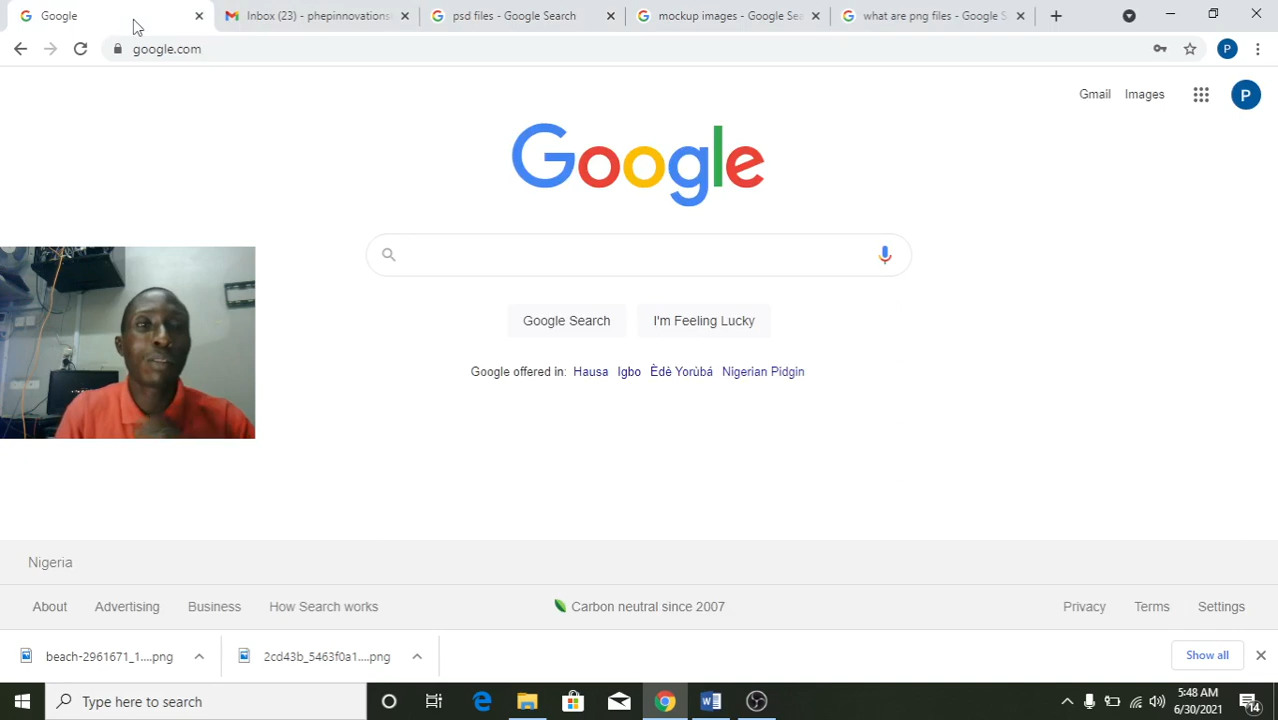 Google
Inbox (23) - phepinnovations
psd files - Google Search
mockup images - Google Sea
what are png files - Google S
google.com
P
Gmail
Images
P
Google
Google Search
I'm Feeling Lucky
Google offered in: Hausa Igbo Èdè Yorùbá Nigerian Pidgin
Nigeria
About
Advertising
Business
How Search works
Carbon neutral since 2007
Privacy
Terms
Settings
beach-2961671_1....png
2cd43b_5463f0a1....png
Show all
Type here to search
5:48 AM
6/30/2021
14